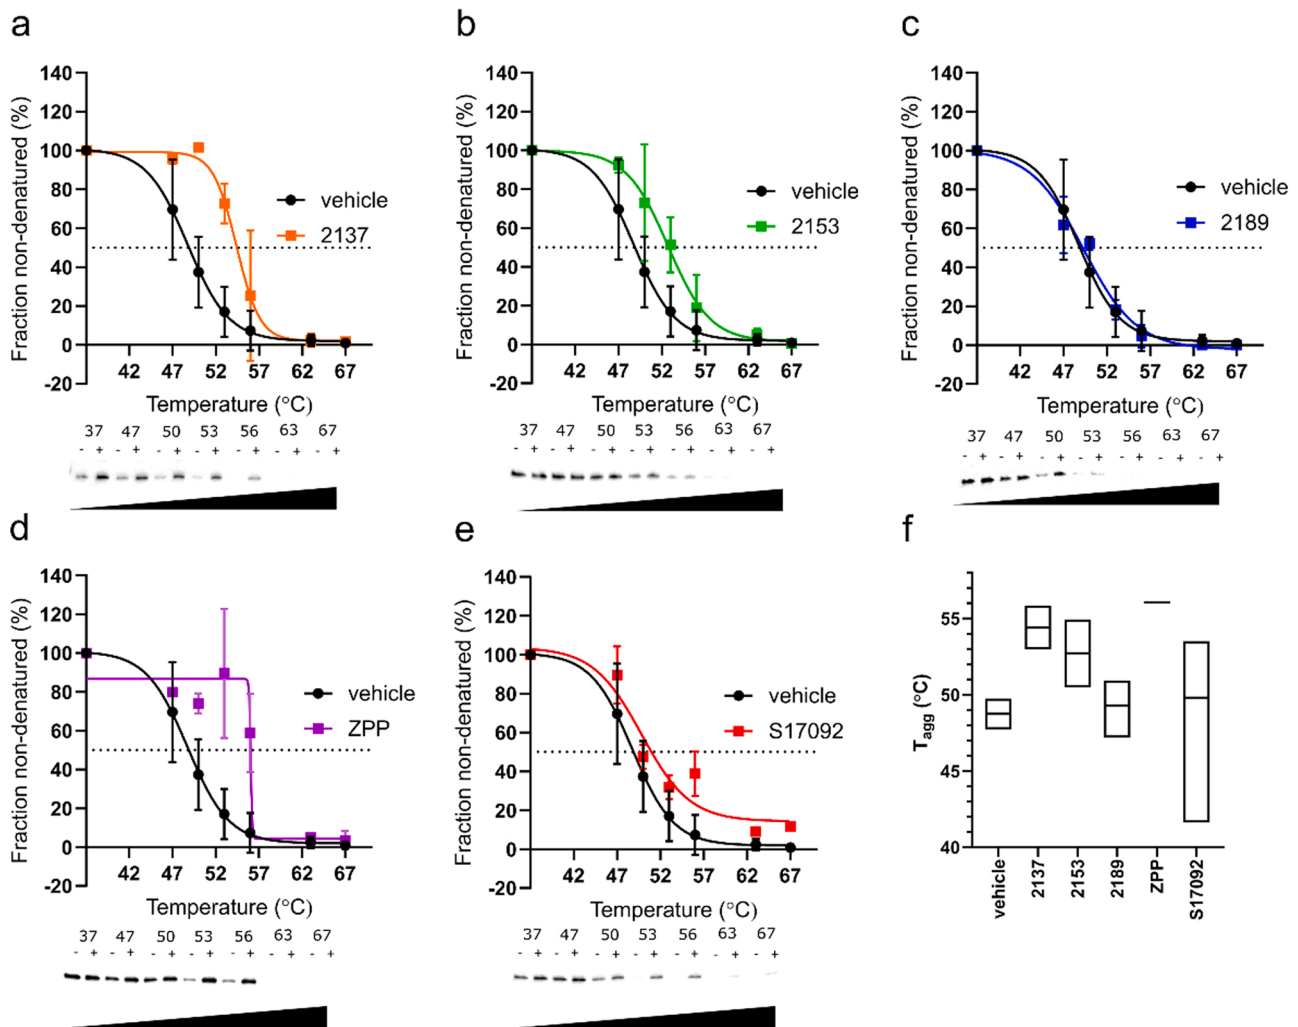 a
Fraction non-denatured (%)
140
120
100
80
60
40
20
0
-20
vehicle
2137
42 47 52 57 62 67
Temperature (°C)
37 47 50 53 56 63 67
- + - + - + - + - + - + - +
b
Fraction non-denatured (%)
140
120
100
80
60
40
20
0
-20
vehicle
2153
42 47 52 57 62 67
Temperature (°C)
37 47 50 53 56 63 67
- + - + - + - + - + - + - +
c
Fraction non-denatured (%)
140
120
100
80
60
40
20
0
-20
vehicle
2189
42 47 52 57 62 67
Temperature (°C)
37 47 50 53 56 63 67
- + - + - + - + - + - + - +
d
Fraction non-denatured (%)
140
120
100
80
60
40
20
0
-20
vehicle
ZPP
42 47 52 57 62 67
Temperature (°C)
37 47 50 53 56 63 67
- + - + - + - + - + - + - +
e
Fraction non-denatured (%)
140
120
100
80
60
40
20
0
-20
vehicle
S17092
42 47 52 57 62 67
Temperature (°C)
37 47 50 53 56 63 67
- + - + - + - + - + - + - +
f
Tagg (°C)
55
50
45
40
vehicle
2137
2153
2189
ZPP
S17092